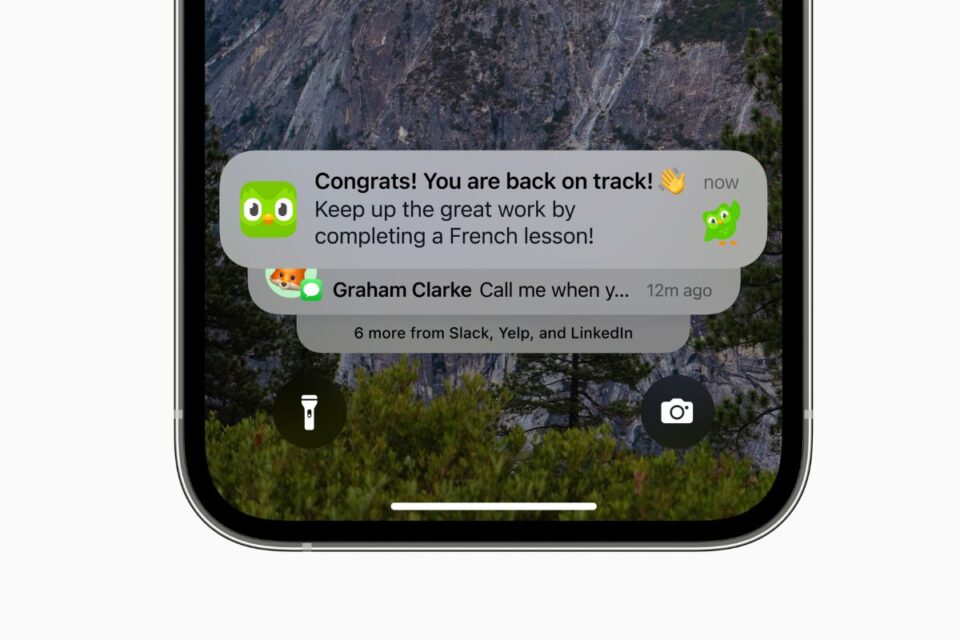 Congrats! You are back on track! 👋 now
Keep up the great work by
completing a French lesson!
Graham Clarke Call me when y... 12m ago
6 more from Slack, Yelp, and LinkedIn